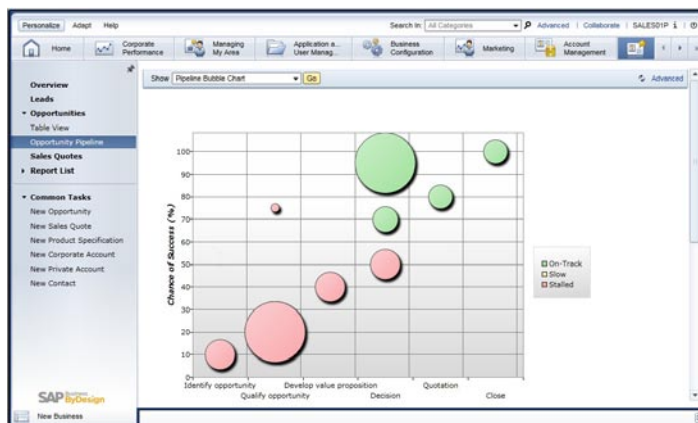 Personalize Adapt Help
Search In: All Categories Advanced Collaborate SALES01P
Home
Corporate Performance
Managing My Area
Application a... User Manag...
Business Configuration
Marketing
Account Management
Show Pipeline Bubble Chart Go Advanced
Overview
Leads
Opportunities
Table View
Opportunity Pipeline
Sales Quotes
Report List
Common Tasks
New Opportunity
New Sales Quote
New Product Specification
New Corporate Account
New Private Account
New Contact
SAP Business ByDesign
New Business
Chance of Success (%)
100
90
80
70
60
50
40
30
20
10
0
Identify opportunity
Qualify opportunity
Develop value proposition
Decision
Quotation
Close
On-Track
Slow
Stalled